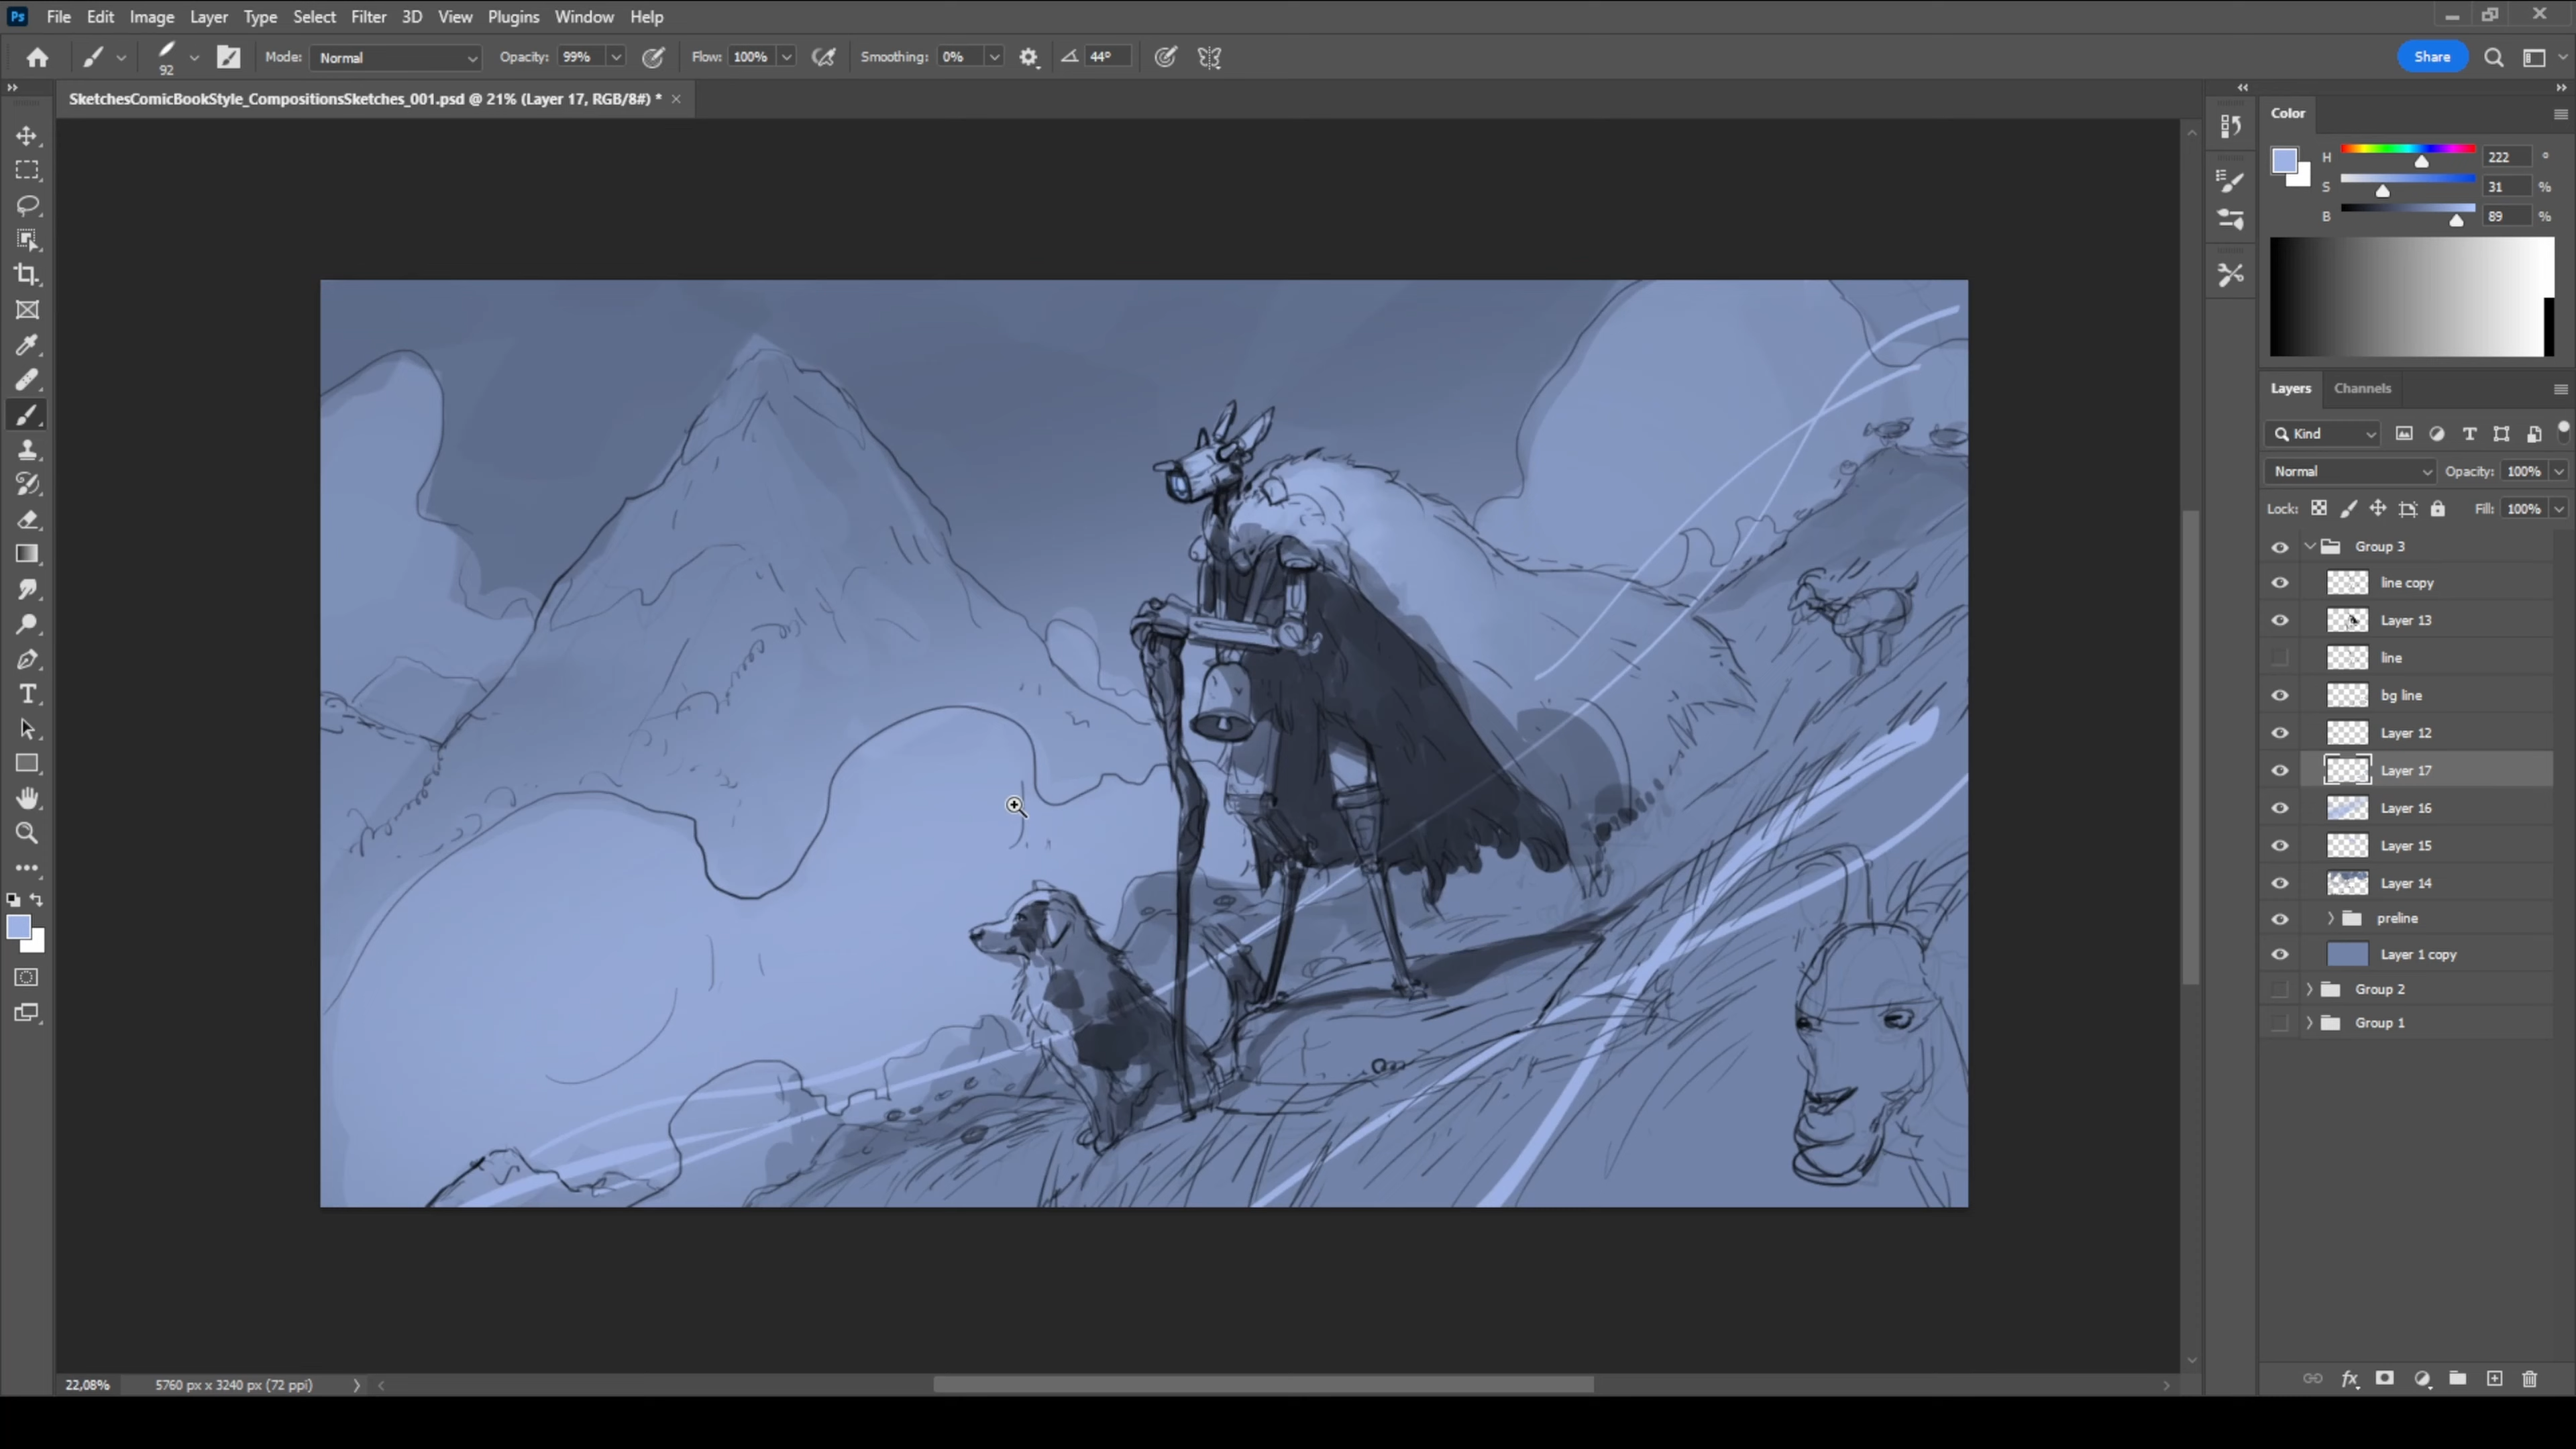 Ps File Edit Image Layer Type Select Filter 3D View Plugins Window Help
92 Mode: Normal Opacity: 99% Flow: 100% Smoothing: 0% 44° Share
SketchesComicBookStyle_CompositionsSketches_001.psd @ 21% (Layer 17, RGB/8#) * ×
Color
H 222 °
S 31 %
B 89 %
Layers Channels
Kind
Normal Opacity: 100%
Lock: Fill: 100%
Group 3
line copy
Layer 13
line
bg line
Layer 12
Layer 17
Layer 16
Layer 15
Layer 14
preline
Layer 1 copy
Group 2
Group 1
22,08% 5760 px x 3240 px (72 ppi)